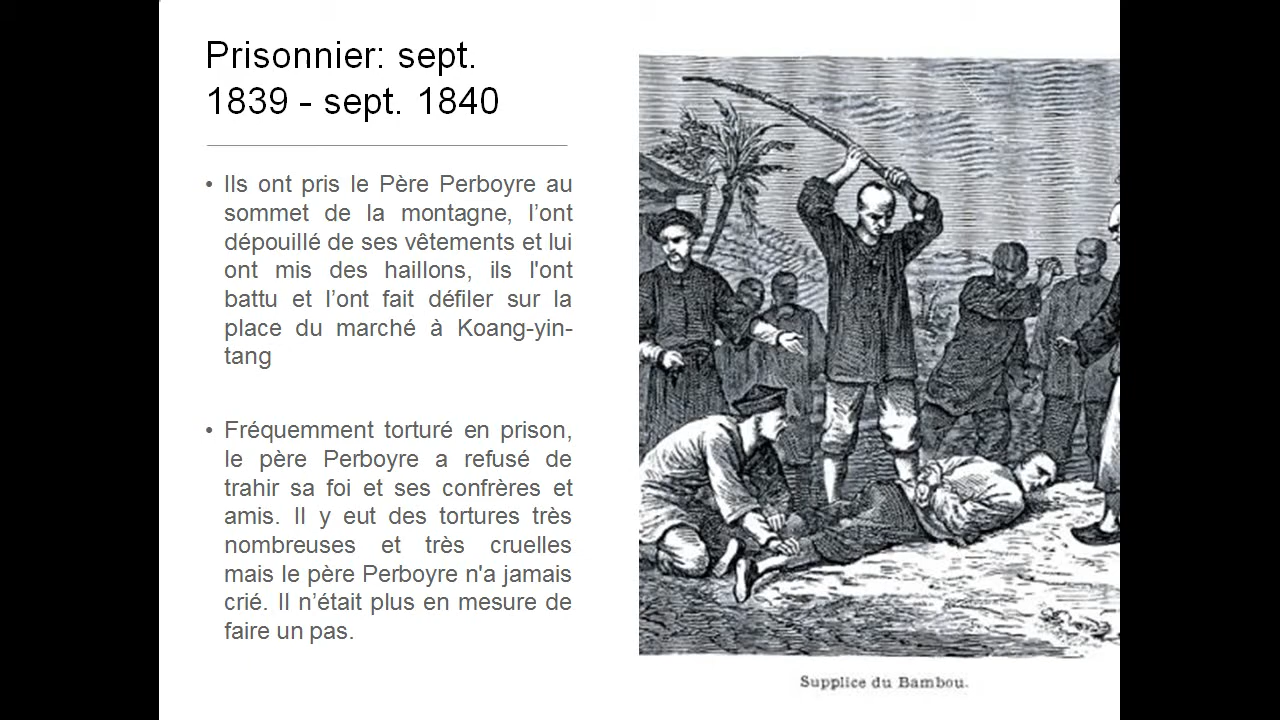 Prisonnier: sept.
1839 - sept. 1840
• Ils ont pris le Père Perboyre au
sommet de la montagne, l’ont
dépouillé de ses vêtements et lui
ont mis des haillons, ils l'ont
battu et l’ont fait défiler sur la
place du marché à Koang-yin-
tang
• Fréquemment torturé en prison,
le père Perboyre a refusé de
trahir sa foi et ses confrères et
amis. Il y eut des tortures très
nombreuses et très cruelles
mais le père Perboyre n'a jamais
crié. Il n’était plus en mesure de
faire un pas.
Supplice du Bambou.